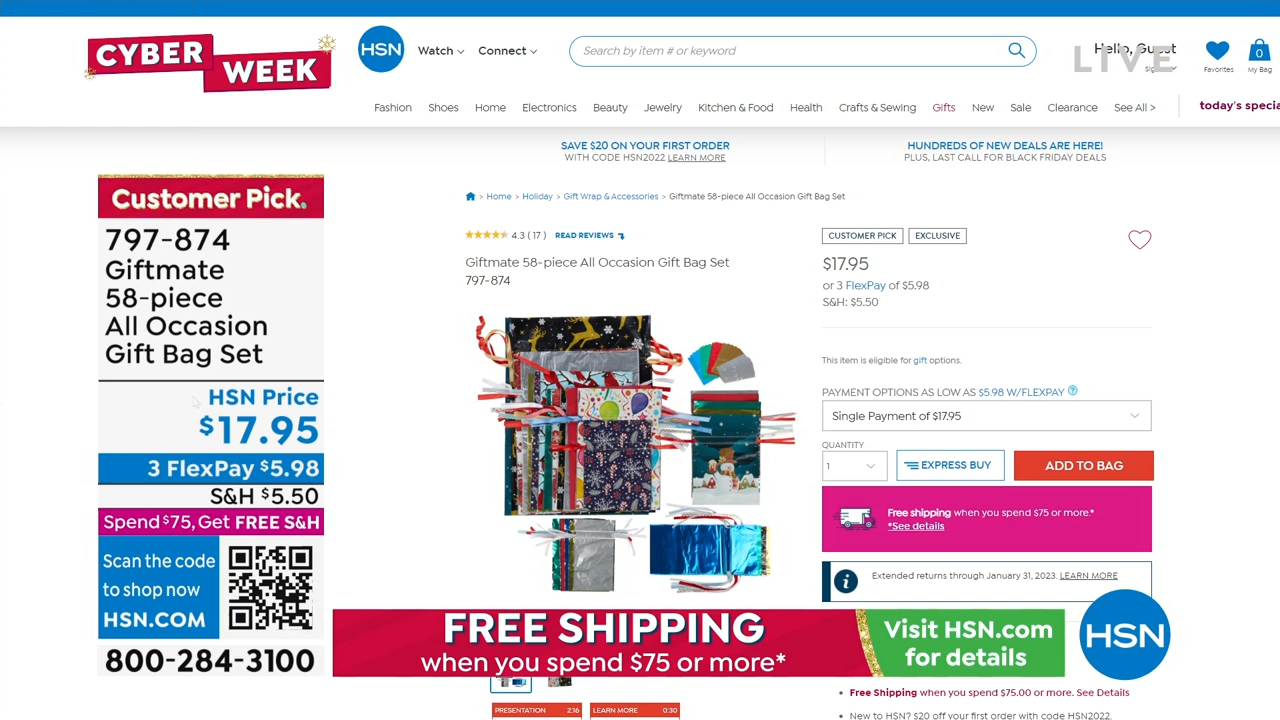 CYBER
WEEK
HSN
Watch
Connect
Search by item # or keyword
Hello, Guest
LIVE
Favorites
0
My Bag
Fashion
Shoes
Home
Electronics
Beauty
Jewelry
Kitchen & Food
Health
Crafts & Sewing
Gifts
New
Sale
Clearance
See All >
today's specia
SAVE $20 ON YOUR FIRST ORDER
WITH CODE HSN2022 LEARN MORE
HUNDREDS OF NEW DEALS ARE HERE!
PLUS, LAST CALL FOR BLACK FRIDAY DEALS
Customer Pick.
797-874
Giftmate
58-piece
All Occasion
Gift Bag Set
HSN Price
$17.95
3 FlexPay $5.98
S&H $5.50
Spend $75, Get FREE S&H
Scan the code
to shop now
HSN.COM
800-284-3100
> Home > Holiday > Gift Wrap & Accessories > Giftmate 58-piece All Occasion Gift Bag Set
4.3 ( 17 ) READ REVIEWS
Giftmate 58-piece All Occasion Gift Bag Set
797-874
CUSTOMER PICK
EXCLUSIVE
$17.95
or 3 FlexPay of $5.98
S&H: $5.50
This item is eligible for gift options.
PAYMENT OPTIONS AS LOW AS $5.98 W/FLEXPAY ?
Single Payment of $17.95
QUANTITY
1
EXPRESS BUY
ADD TO BAG
Free shipping when you spend $75 or more.*
*See details
i
Extended returns through January 31, 2023. LEARN MORE
FREE SHIPPING
when you spend $75 or more*
Visit HSN.com
for details
HSN
PRESENTATION 2:16
LEARN MORE 0:30
Free Shipping when you spend $75.00 or more. See Details
New to HSN? $20 off your first order with code HSN2022.